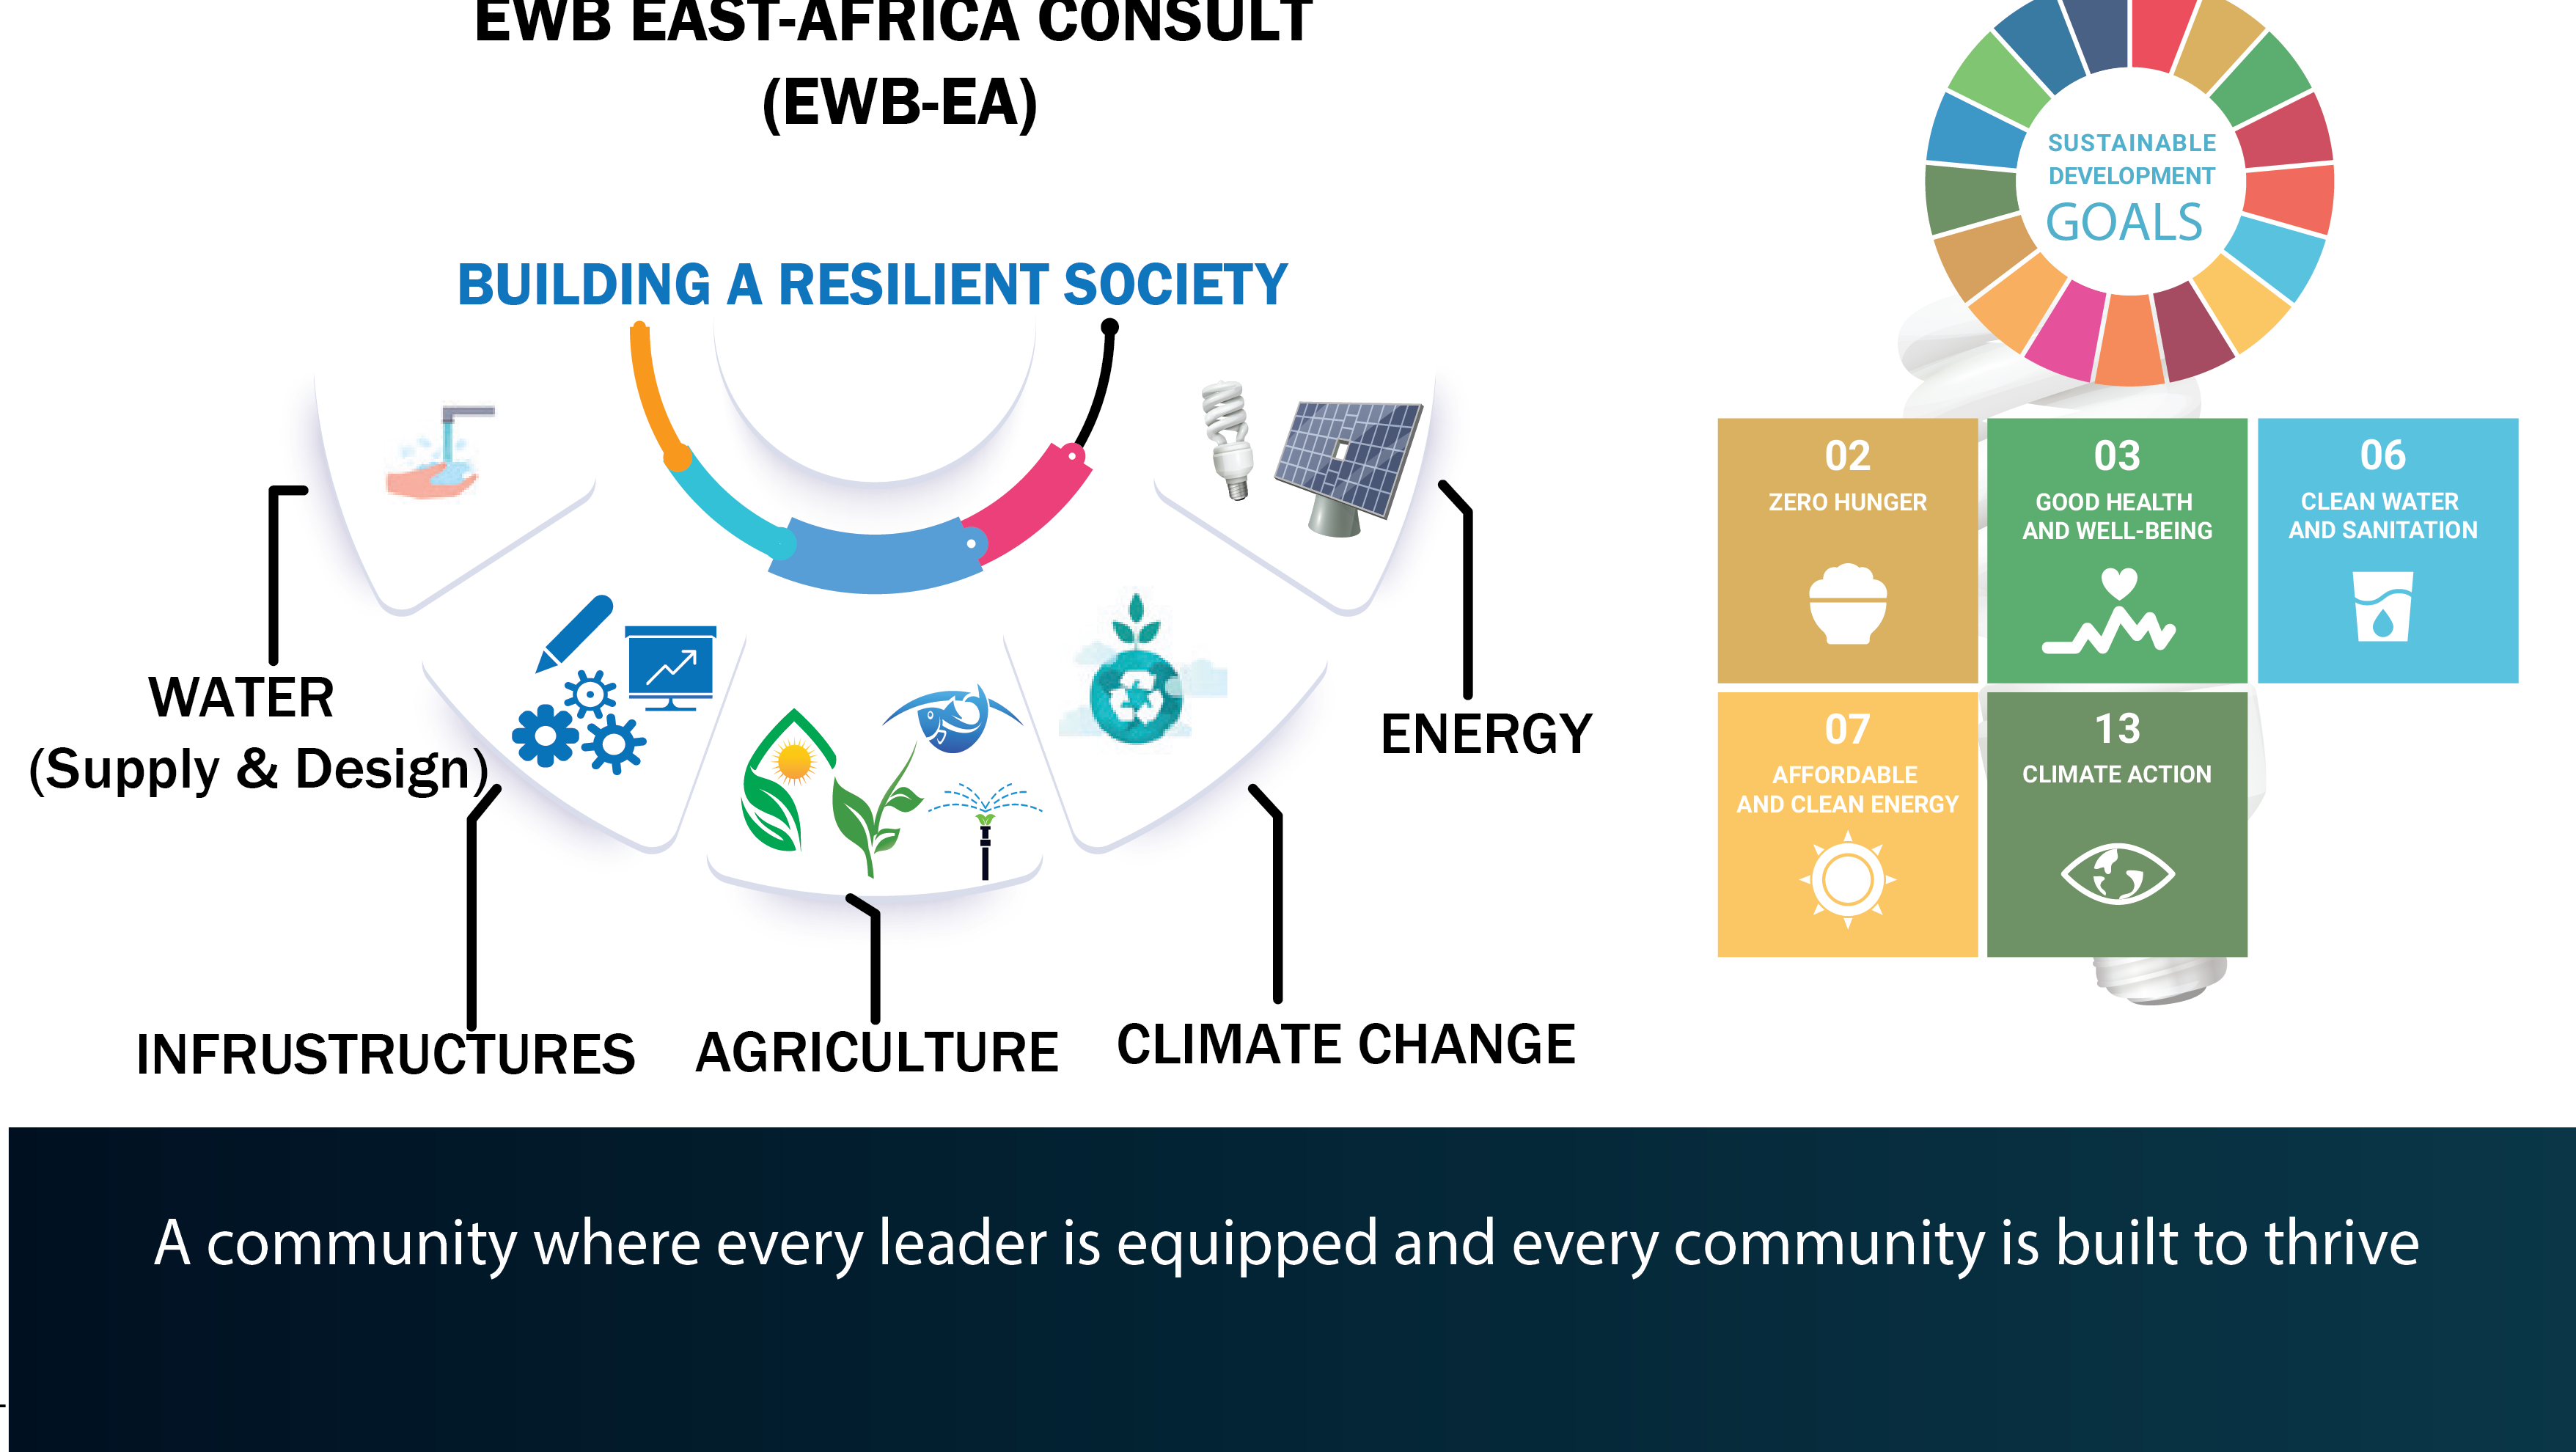 EWB EAST-AFRICA CONSULT
(EWB-EA)
BUILDING A RESILIENT SOCIETY
WATER
(Supply & Design)
INFRUSTRUCTURES
AGRICULTURE
CLIMATE CHANGE
ENERGY
SUSTAINABLE
DEVELOPMENT
GOALS
02
ZERO HUNGER
03
GOOD HEALTH
AND WELL-BEING
06
CLEAN WATER
AND SANITATION
07
AFFORDABLE
AND CLEAN ENERGY
13
CLIMATE ACTION
A community where every leader is equipped and every community is built to thrive